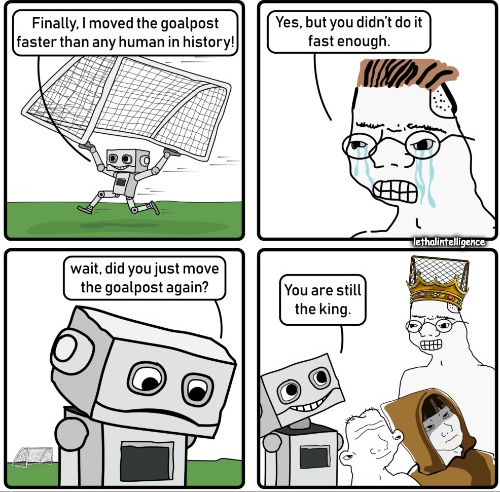 Finally, I moved the goalpost
faster than any human in history!
Yes, but you didn't do it
fast enough.
lethalintelligence
wait, did you just move
the goalpost again?
You are still
the king.